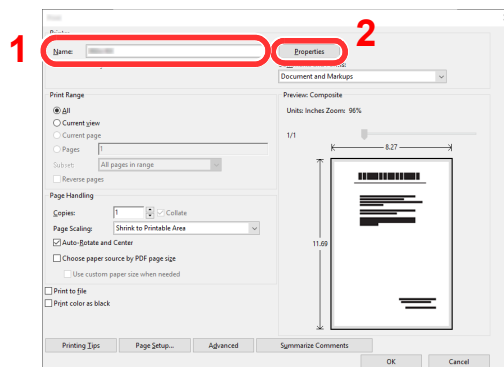 1
2
Name:
Properties
Document and Markups
Print Range
All
Current view
Current page
Pages 1
Subset: All pages in range
Reverse pages
Page Handling
Copies: 1 Collate
Page Scaling: Shrink to Printable Area
Auto-Rotate and Center
Choose paper source by PDF page size
Use custom paper size when needed
Print to file
Print color as black
Preview: Composite
Units: Inches Zoom: 96%
1/1
8.27
11.69
Printing Tips Page Setup... Advanced Summarize Comments
OK Cancel